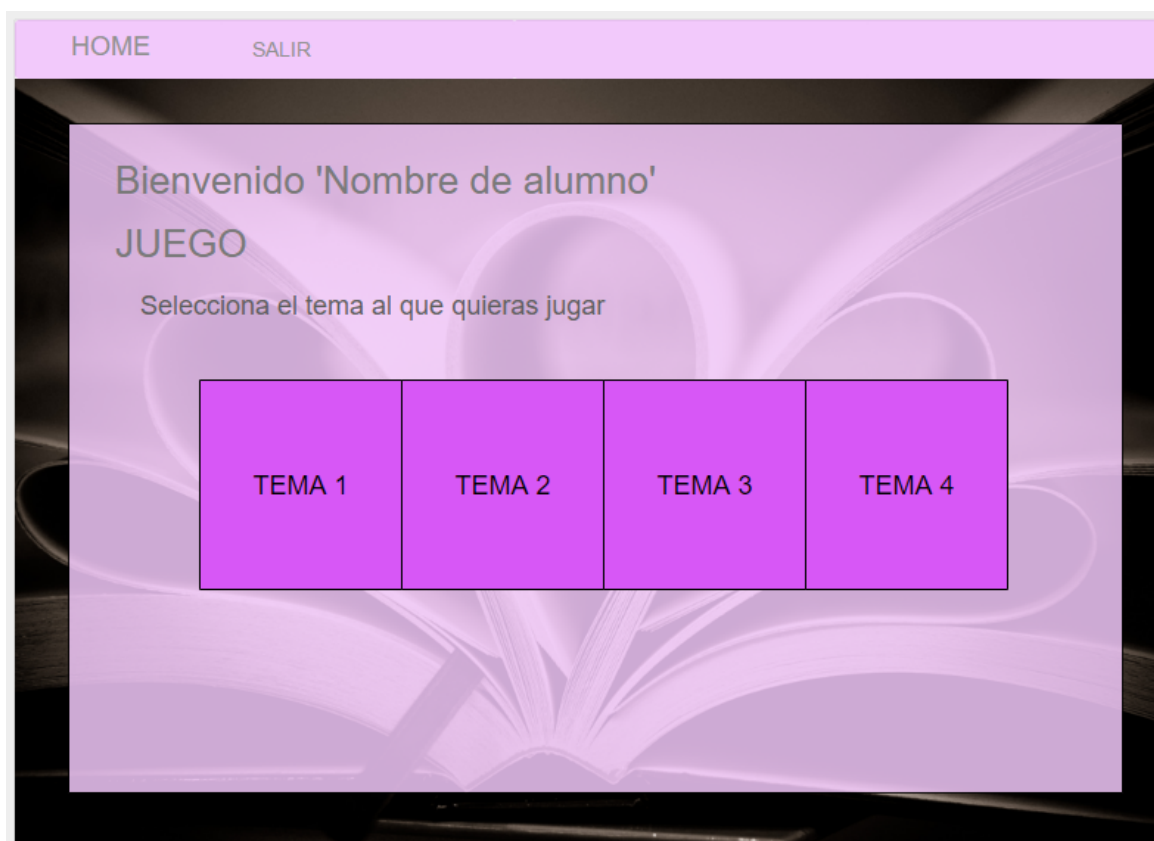 HOME SALIR
Bienvenido 'Nombre de alumno'
JUEGO
Selecciona el tema al que quieras jugar
TEMA 1 TEMA 2 TEMA 3 TEMA 4